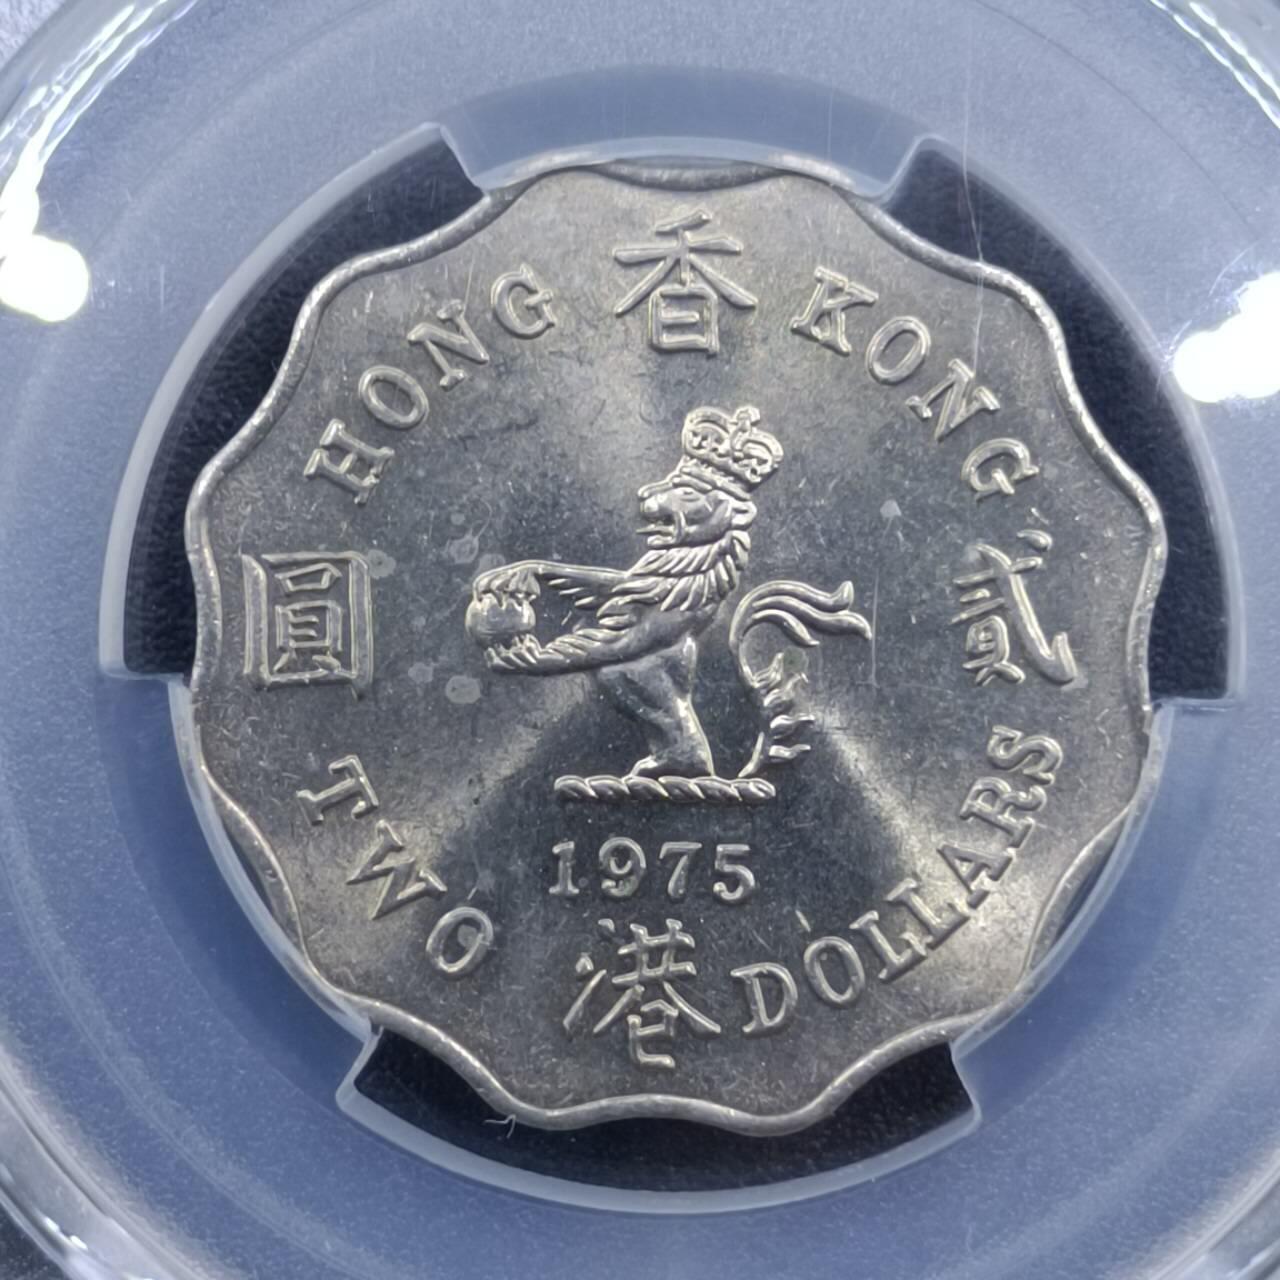 HONG KONG
香港
貳圓
1975
TWO DOLLARS